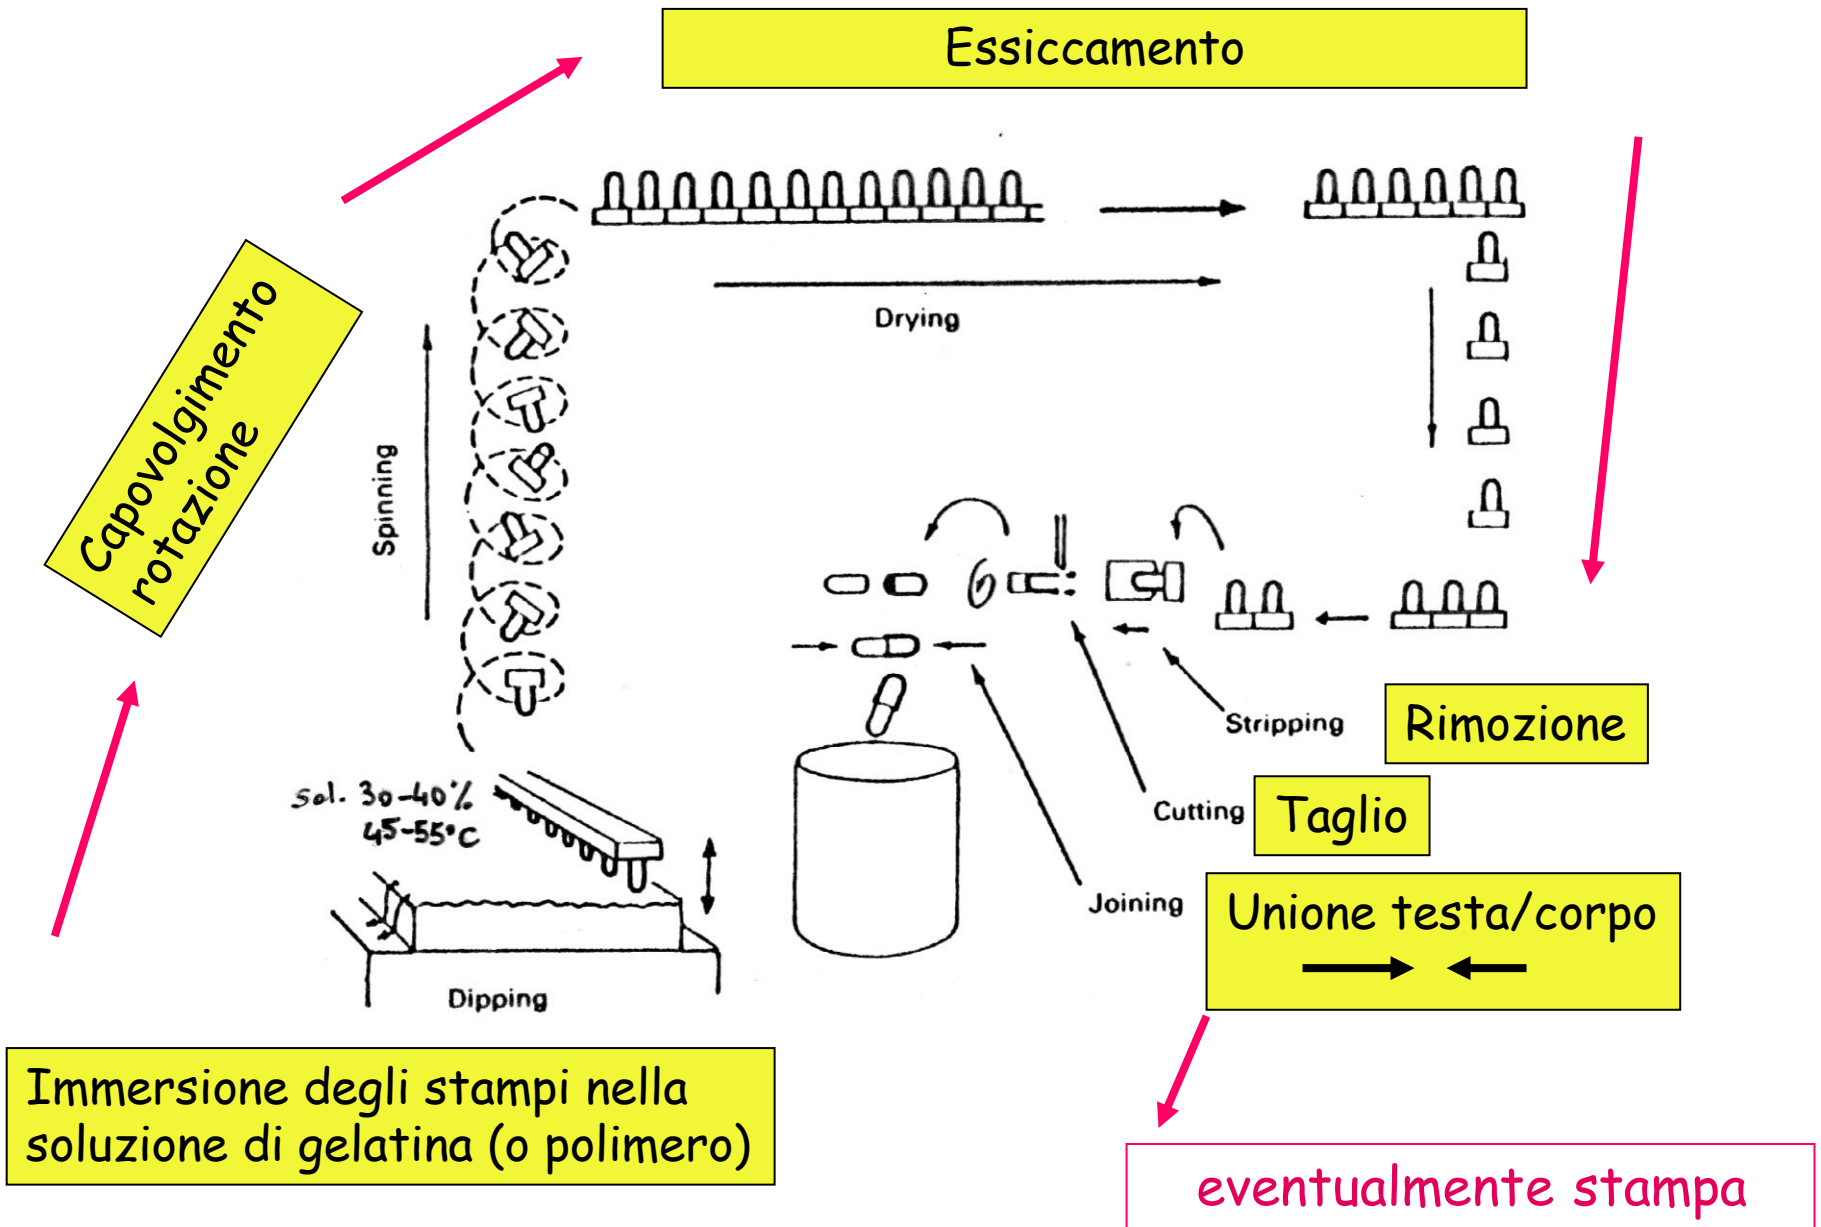 Essiccamento
Capovolgimento
rotazione
Drying
Spinning
Stripping
Rimozione
Cutting
Taglio
Joining
Unione testa/corpo
sol. 30-40%
45-55°C
Dipping
Immersione degli stampi nella
soluzione di gelatina (o polimero)
eventualmente stampa